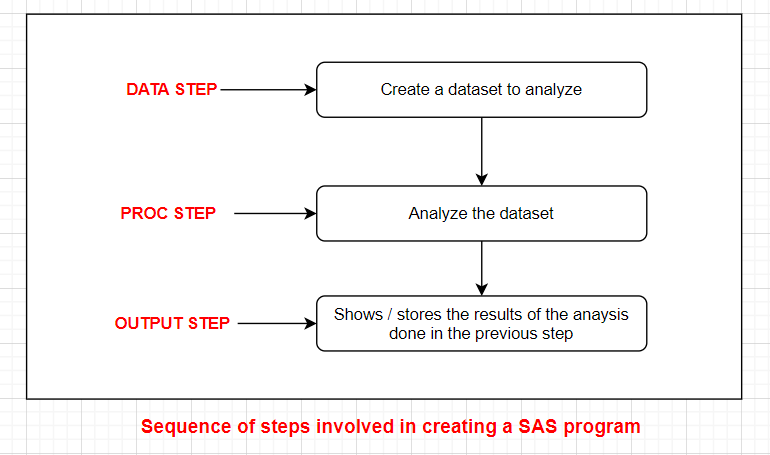 DATA STEP
Create a dataset to analyze
PROC STEP
Analyze the dataset
OUTPUT STEP
Shows / stores the results of the anaysis
done in the previous step
Sequence of steps involved in creating a SAS program